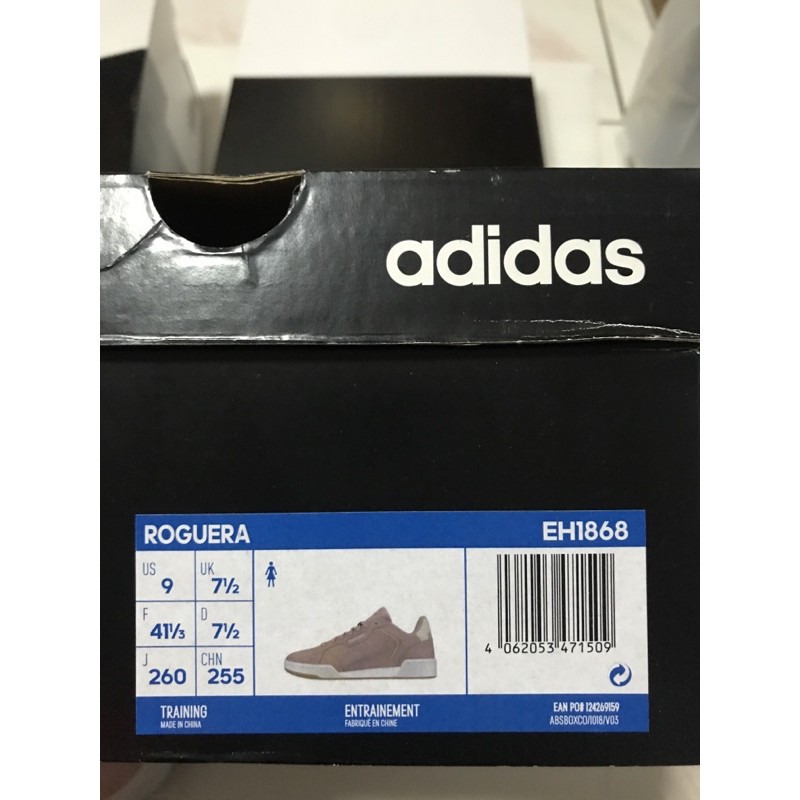 adidas
ROGUERA EH1868
US 9 UK 7½
F 41⅓ D 7½
J 260 CHN 255
4 062053 471509
TRAINING
MADE IN CHINA
ENTRAINEMENT
FABRIQUÉ EN CHINE
EAN PO# 124269159
ABSBOXCO/1018/V03